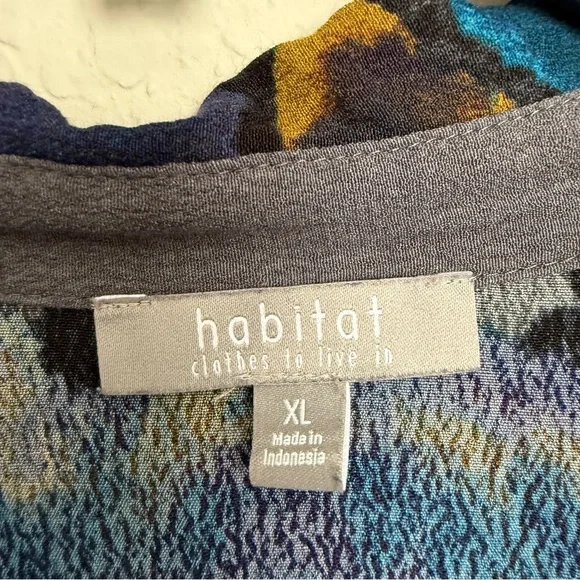 habitat
clothes to live in
XL
Made in
Indonesia